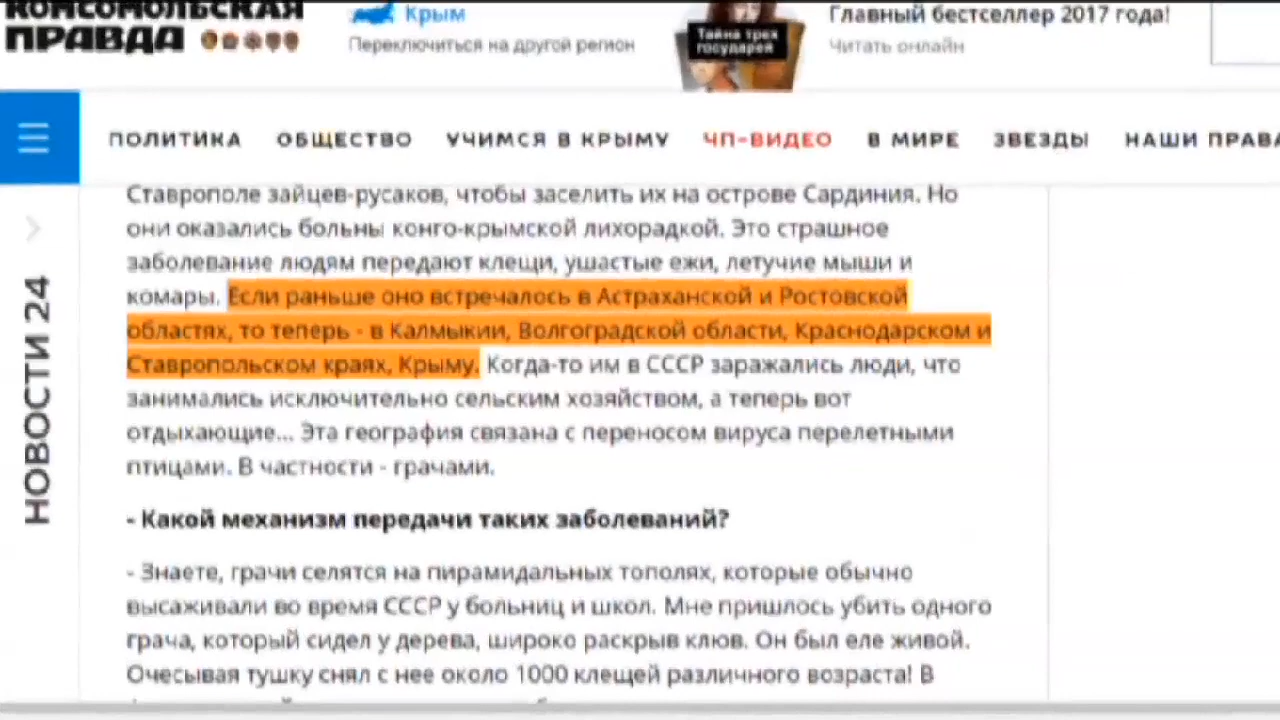 КОМСОМОЛЬСКАЯ
ПРАВДА
Крым
Переключиться на другой регион
Тайна трех
государей
Главный бестселлер 2017 года!
Читать онлайн
ПОЛИТИКА ОБЩЕСТВО УЧИМСЯ В КРЫМУ ЧП-ВИДЕО В МИРЕ ЗВЕЗДЫ НАШИ ПРАВА
НОВОСТИ 24
Ставрополе зайцев-русаков, чтобы заселить их на острове Сардиния. Но
они оказались больны конго-крымской лихорадкой. Это страшное
заболевание людям передают клещи, ушастые ежи, летучие мыши и
комары. Если раньше оно встречалось в Астраханской и Ростовской
областях, то теперь - в Калмыкии, Волгоградской области, Краснодарском и
Ставропольском краях, Крыму. Когда-то им в СССР заражались люди, что
занимались исключительно сельским хозяйством, а теперь вот
отдыхающие... Эта география связана с переносом вируса перелетными
птицами. В частности - грачами.
- Какой механизм передачи таких заболеваний?
- Знаете, грачи селятся на пирамидальных тополях, которые обычно
высаживали во время СССР у больниц и школ. Мне пришлось убить одного
грача, который сидел у дерева, широко раскрыв клюв. Он был еле живой.
Очесывая тушку снял с нее около 1000 клещей различного возраста! В